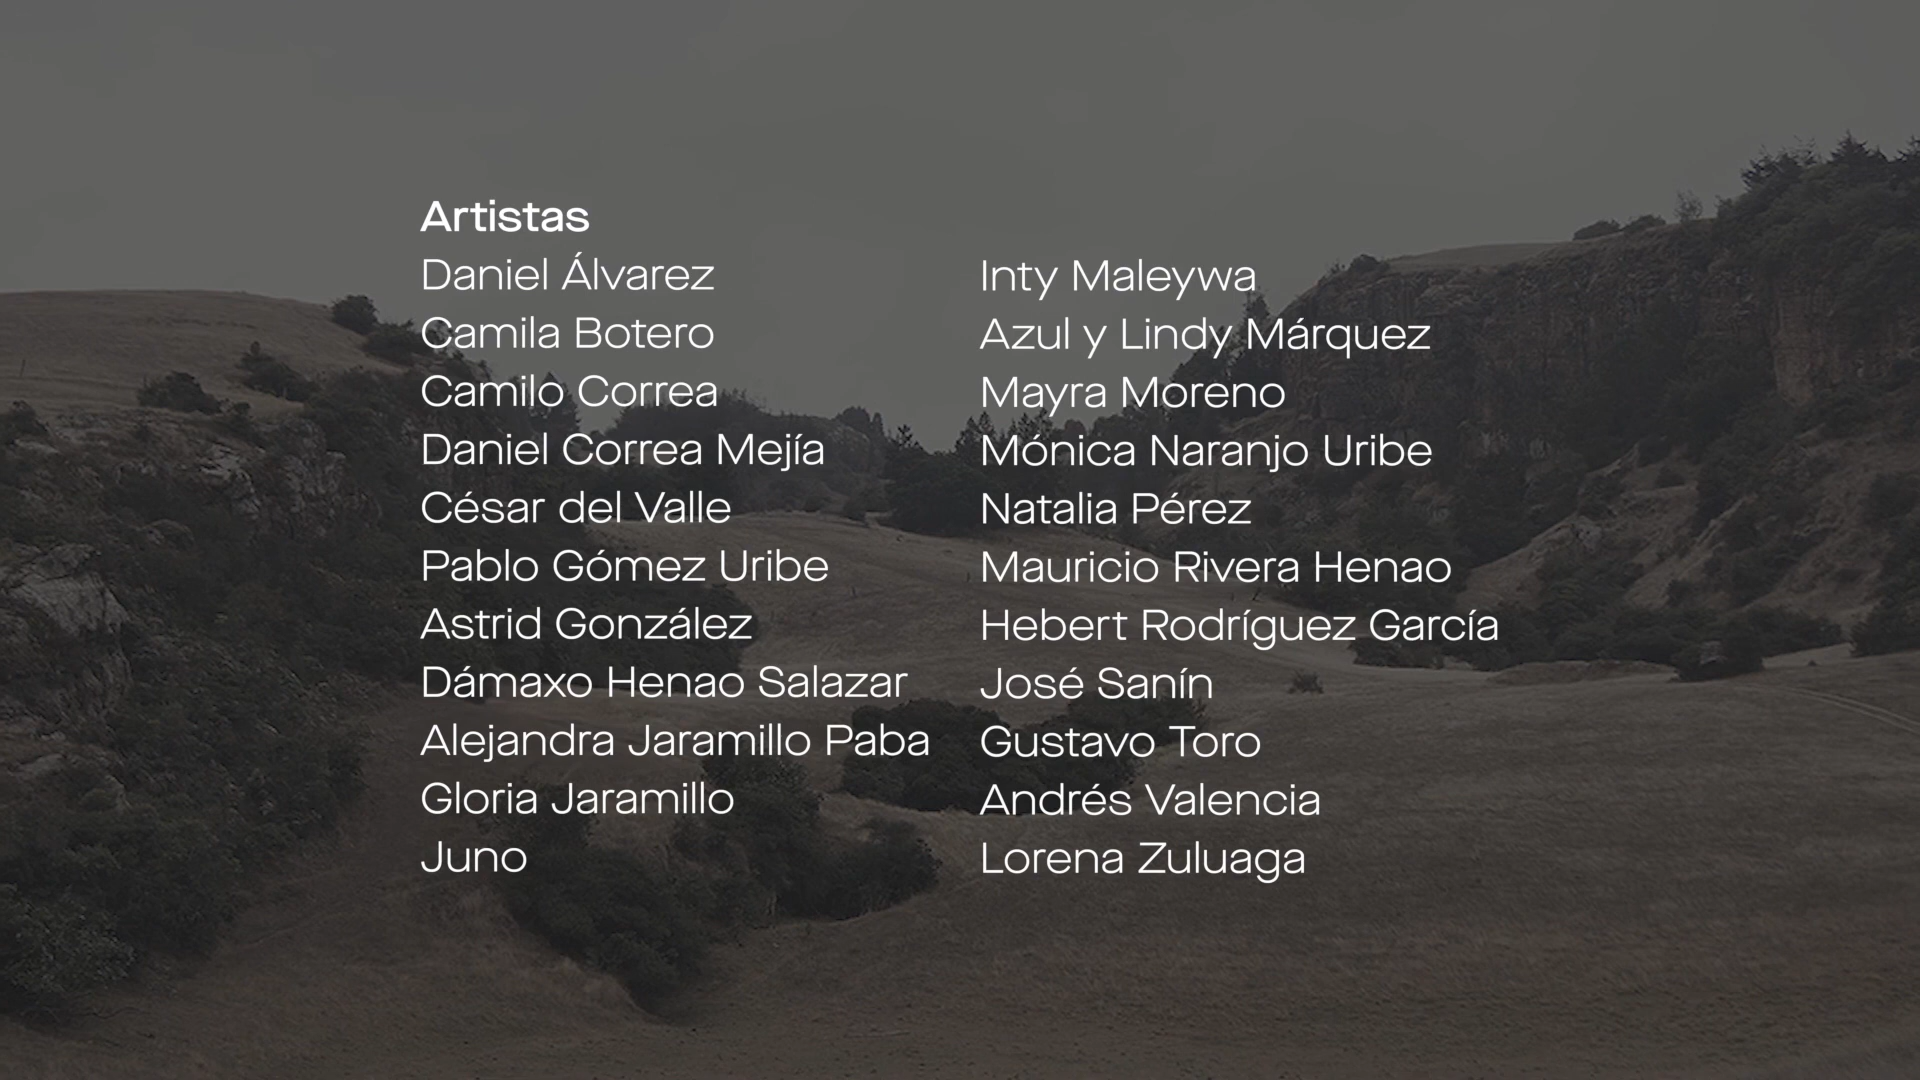 Artistas
Daniel Álvarez
Camila Botero
Camilo Correa
Daniel Correa Mejía
César del Valle
Pablo Gómez Uribe
Astrid González
Dámaxo Henao Salazar
Alejandra Jaramillo Paba
Gloria Jaramillo
Juno
Inty Maleywa
Azul y Lindy Márquez
Mayra Moreno
Mónica Naranjo Uribe
Natalia Pérez
Mauricio Rivera Henao
Hebert Rodríguez García
José Sanín
Gustavo Toro
Andrés Valencia
Lorena Zuluaga